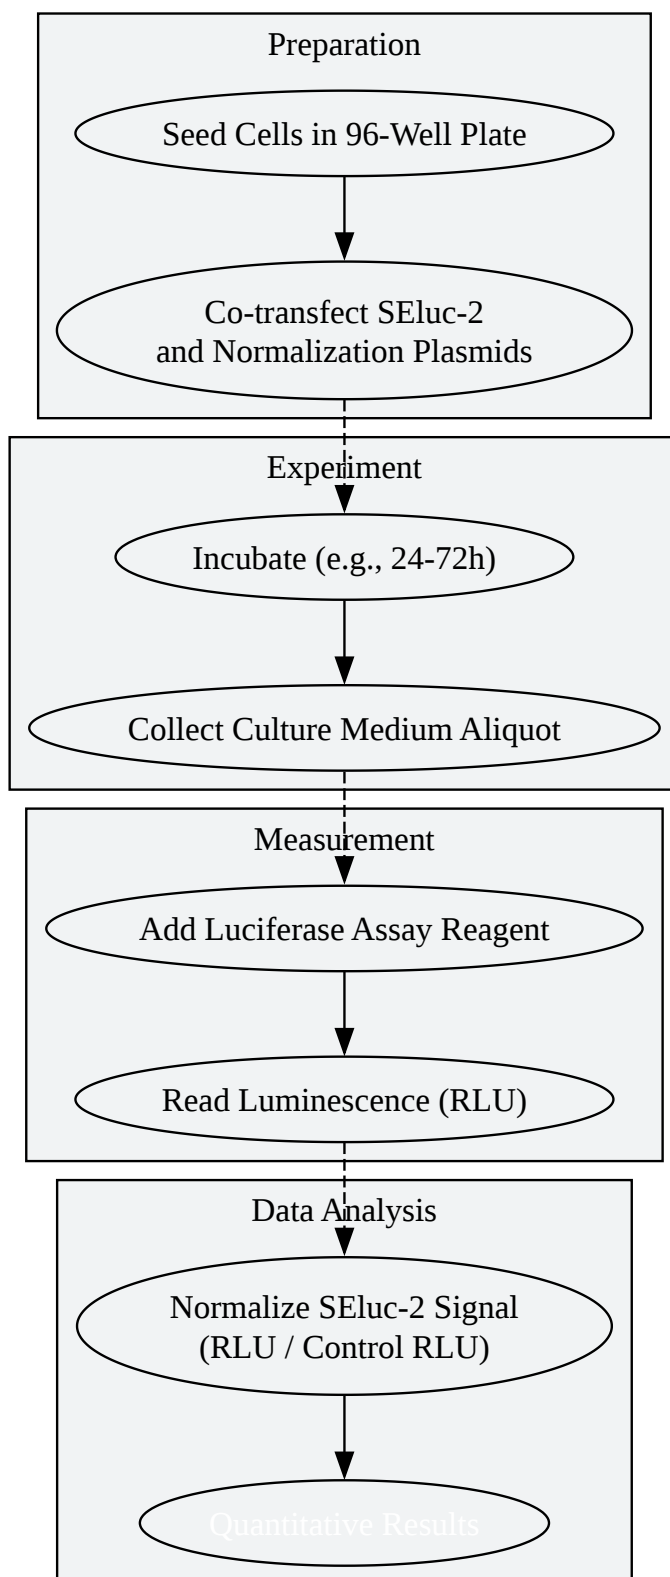 Preparation
Seed Cells in 96-Well Plate
Co-transfect SEluc-2
and Normalization Plasmids
Experiment
Incubate (e.g., 24-72h)
Collect Culture Medium Aliquot
Measurement
Add Luciferase Assay Reagent
Read Luminescence (RLU)
Data Analysis
Normalize SEluc-2 Signal
(RLU / Control RLU)
Quantitative Results